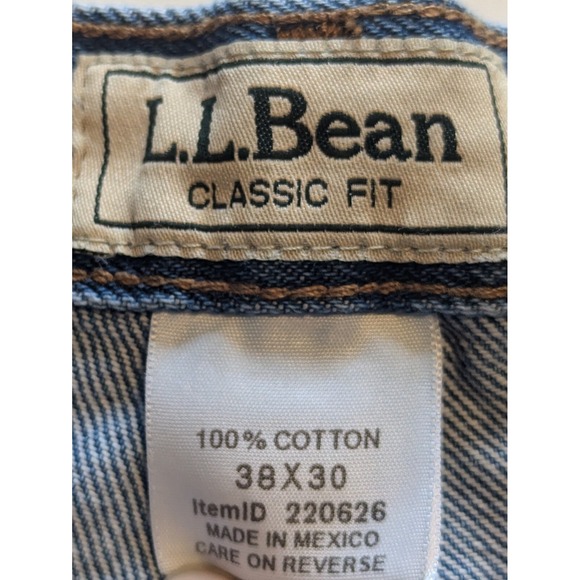 L.L.Bean
CLASSIC FIT
100% COTTON
38X30
ItemID 220626
MADE IN MEXICO
CARE ON REVERSE